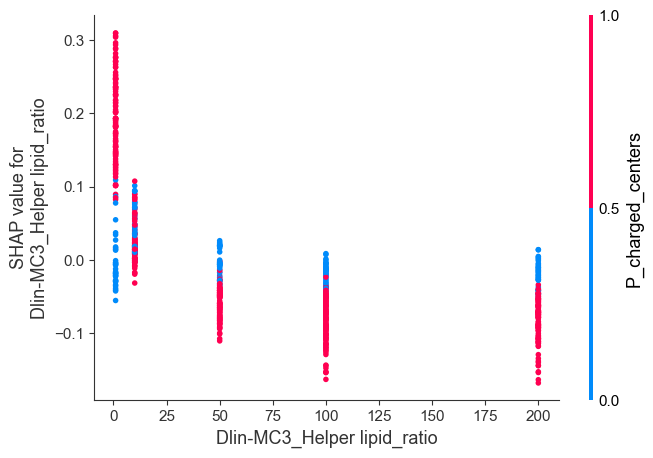 0.3
0.2
0.1
0.0
−0.1
SHAP value for
Dlin-MC3_Helper lipid_ratio
0 25 50 75 100 125 150 175 200
Dlin-MC3_Helper lipid_ratio
1.0
0.5
0.0
P_charged_centers